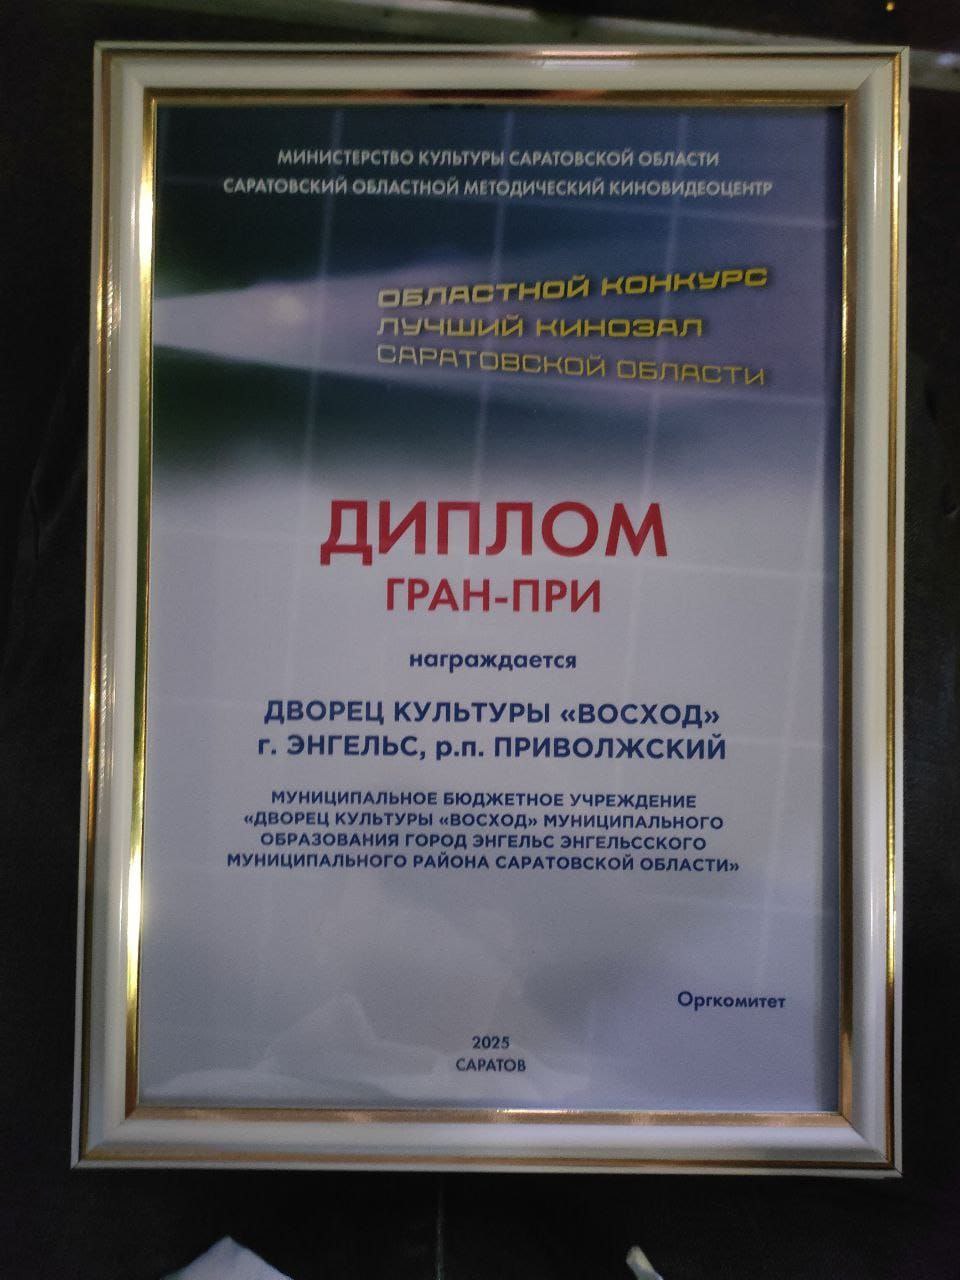 МИНИСТЕРСТВО КУЛЬТУРЫ САРАТОВСКОЙ ОБЛАСТИ
САРАТОВСКИЙ ОБЛАСТНОЙ МЕТОДИЧЕСКИЙ КИНОВИДЕОЦЕНТР
ОБЛАСТНОЙ КОНКУРС
ЛУЧШИЙ КИНОЗАЛ
САРАТОВСКОЙ ОБЛАСТИ
ДИПЛОМ
ГРАН-ПРИ
награждается
ДВОРЕЦ КУЛЬТУРЫ «ВОСХОД»
г. ЭНГЕЛЬС, р.п. ПРИВОЛЖСКИЙ
МУНИЦИПАЛЬНОЕ БЮДЖЕТНОЕ УЧРЕЖДЕНИЕ
«ДВОРЕЦ КУЛЬТУРЫ «ВОСХОД» МУНИЦИПАЛЬНОГО
ОБРАЗОВАНИЯ ГОРОД ЭНГЕЛЬС ЭНГЕЛЬССКОГО
МУНИЦИПАЛЬНОГО РАЙОНА САРАТОВСКОЙ ОБЛАСТИ»
Оргкомитет
2025
САРАТОВ